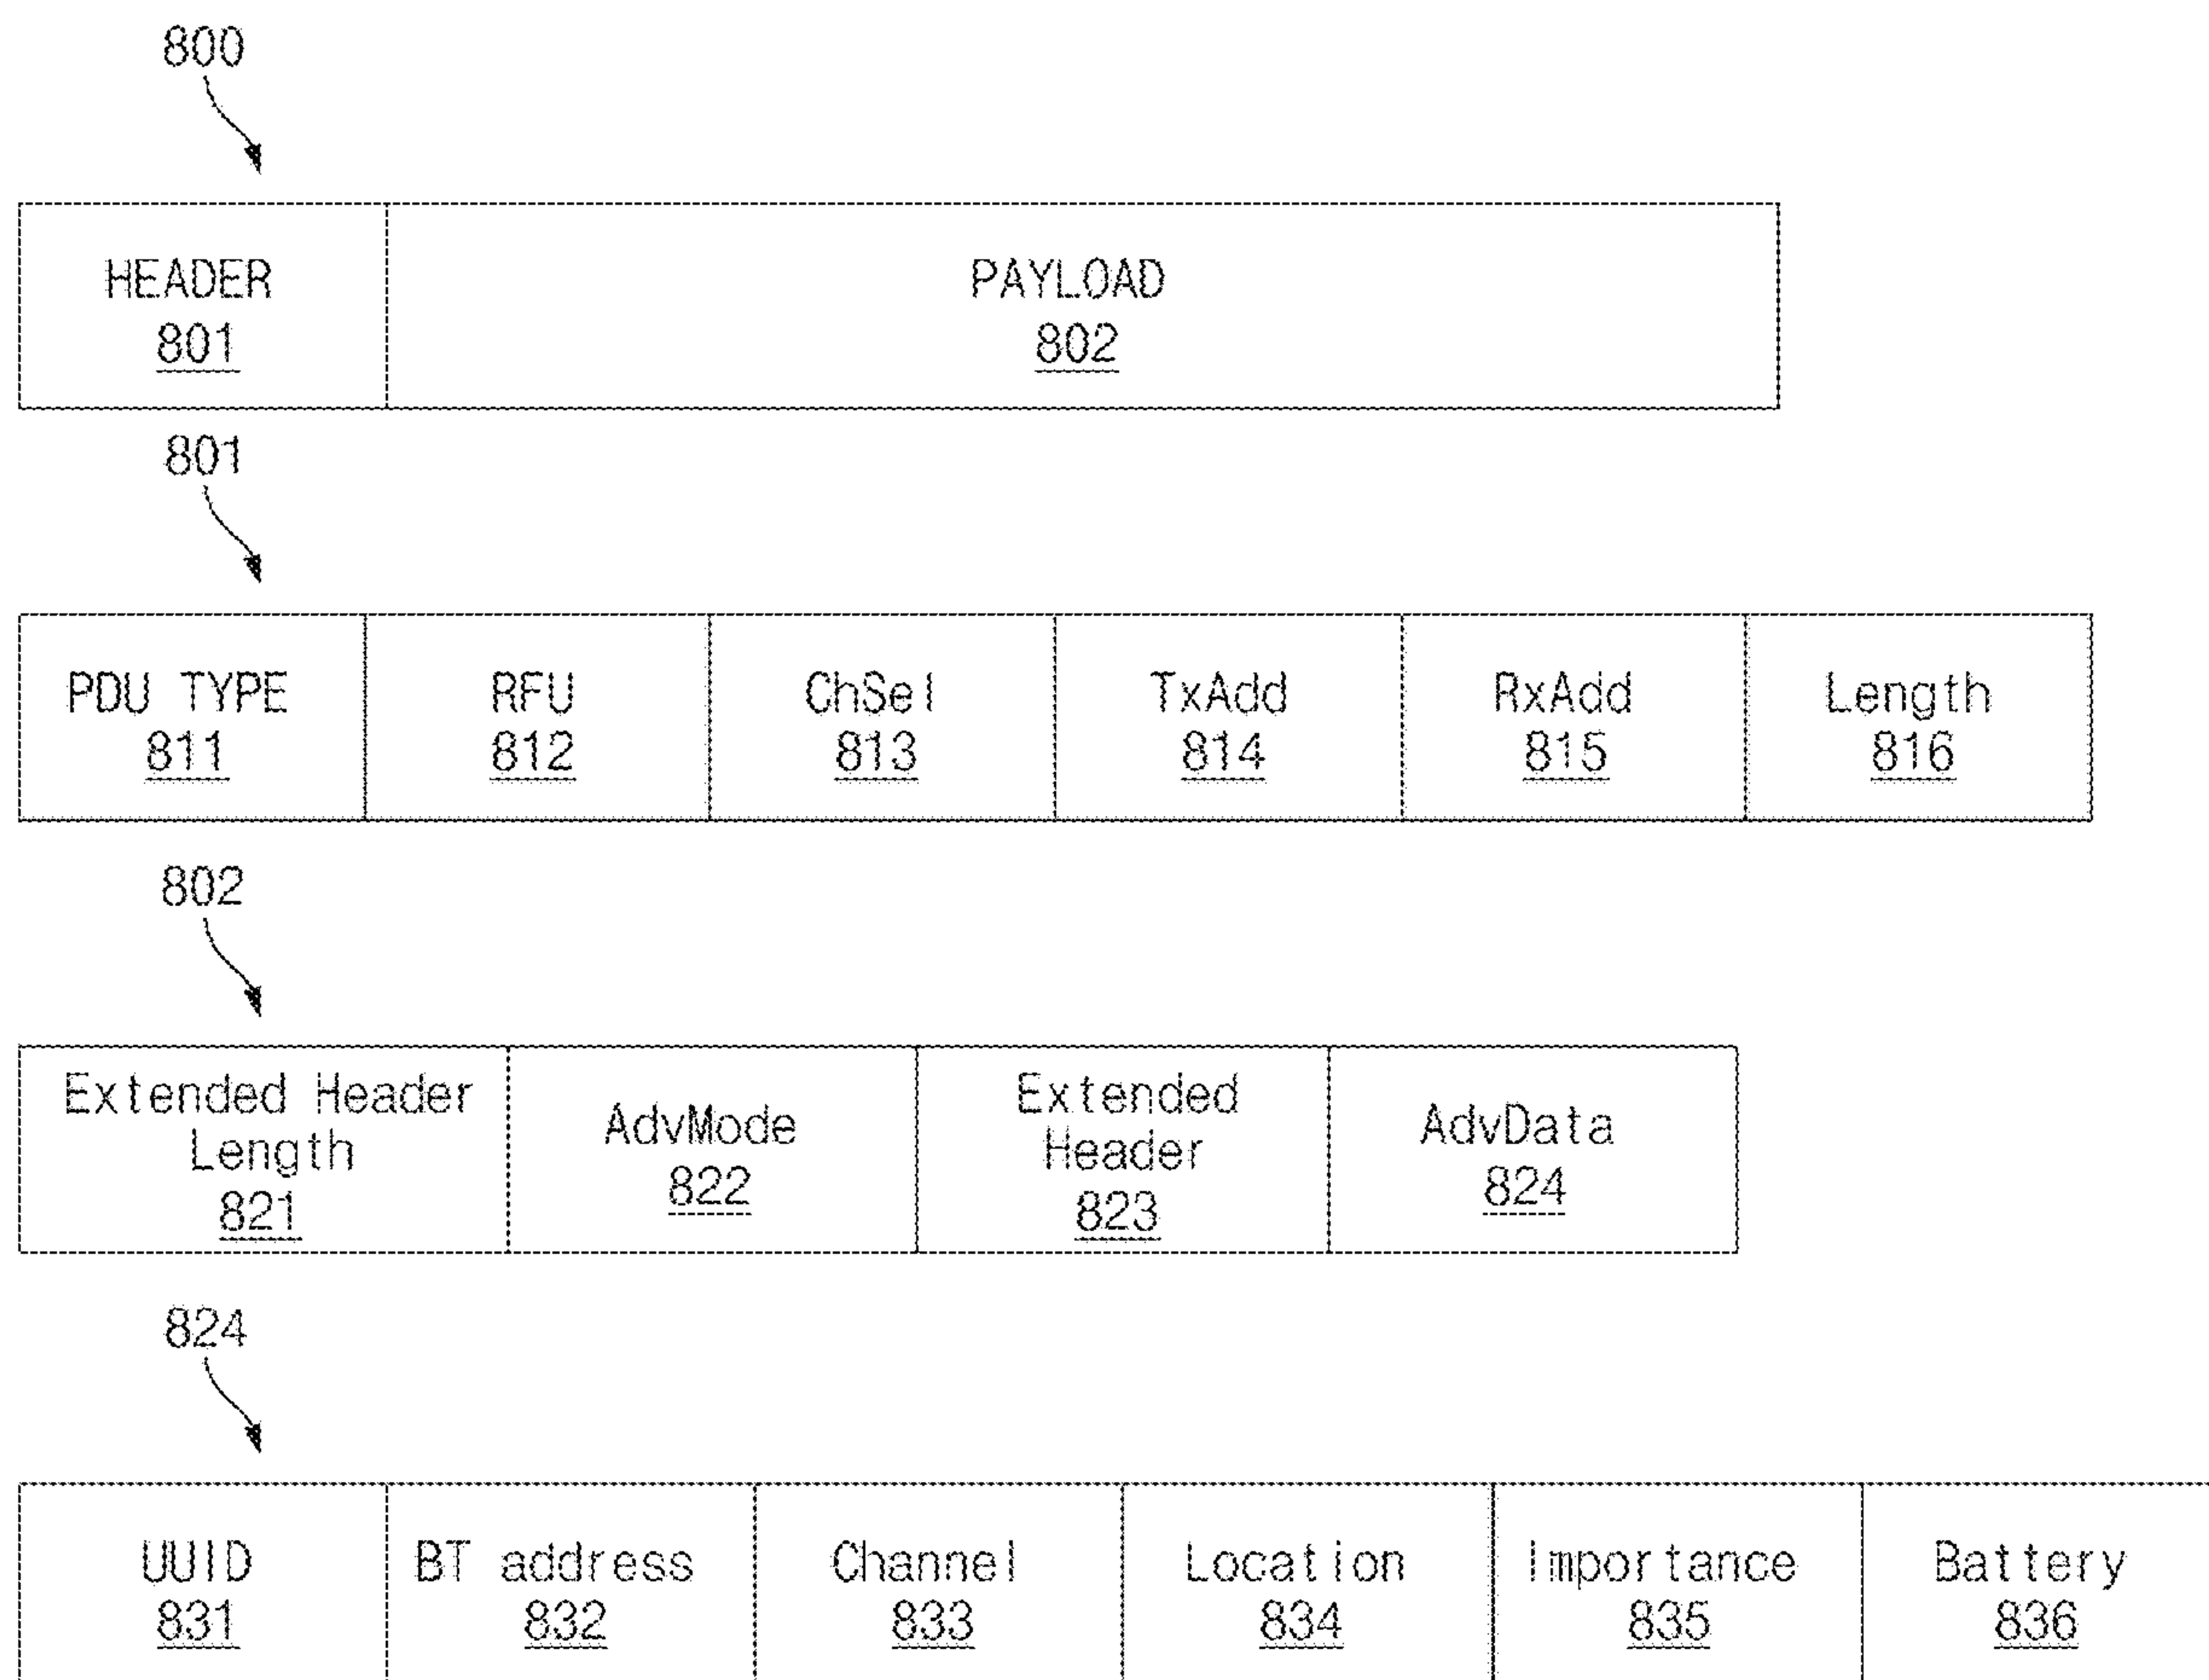 800
HEADER
801
PAYLOAD
802
801
PDU TYPE
811
RFU
812
ChSel
813
TxAdd
814
RxAdd
815
Length
816
802
Extended Header
Length
821
AdvMode
822
Extended
Header
823
AdvData
824
824
UUID
831
BT address
832
Channel
833
Location
834
Importance
835
Battery
836